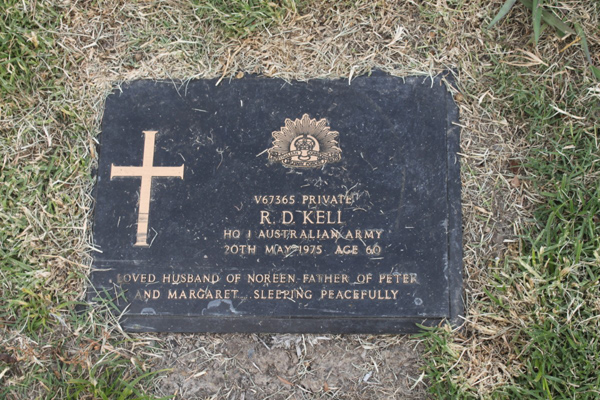 V67365 PRIVATE
R. D. KELL
HQ 1 AUSTRALIAN ARMY
20TH MAY 1975 AGE 60
LOVED HUSBAND OF NOREEN FATHER OF PETER
AND MARGARET. SLEEPING PEACEFULLY